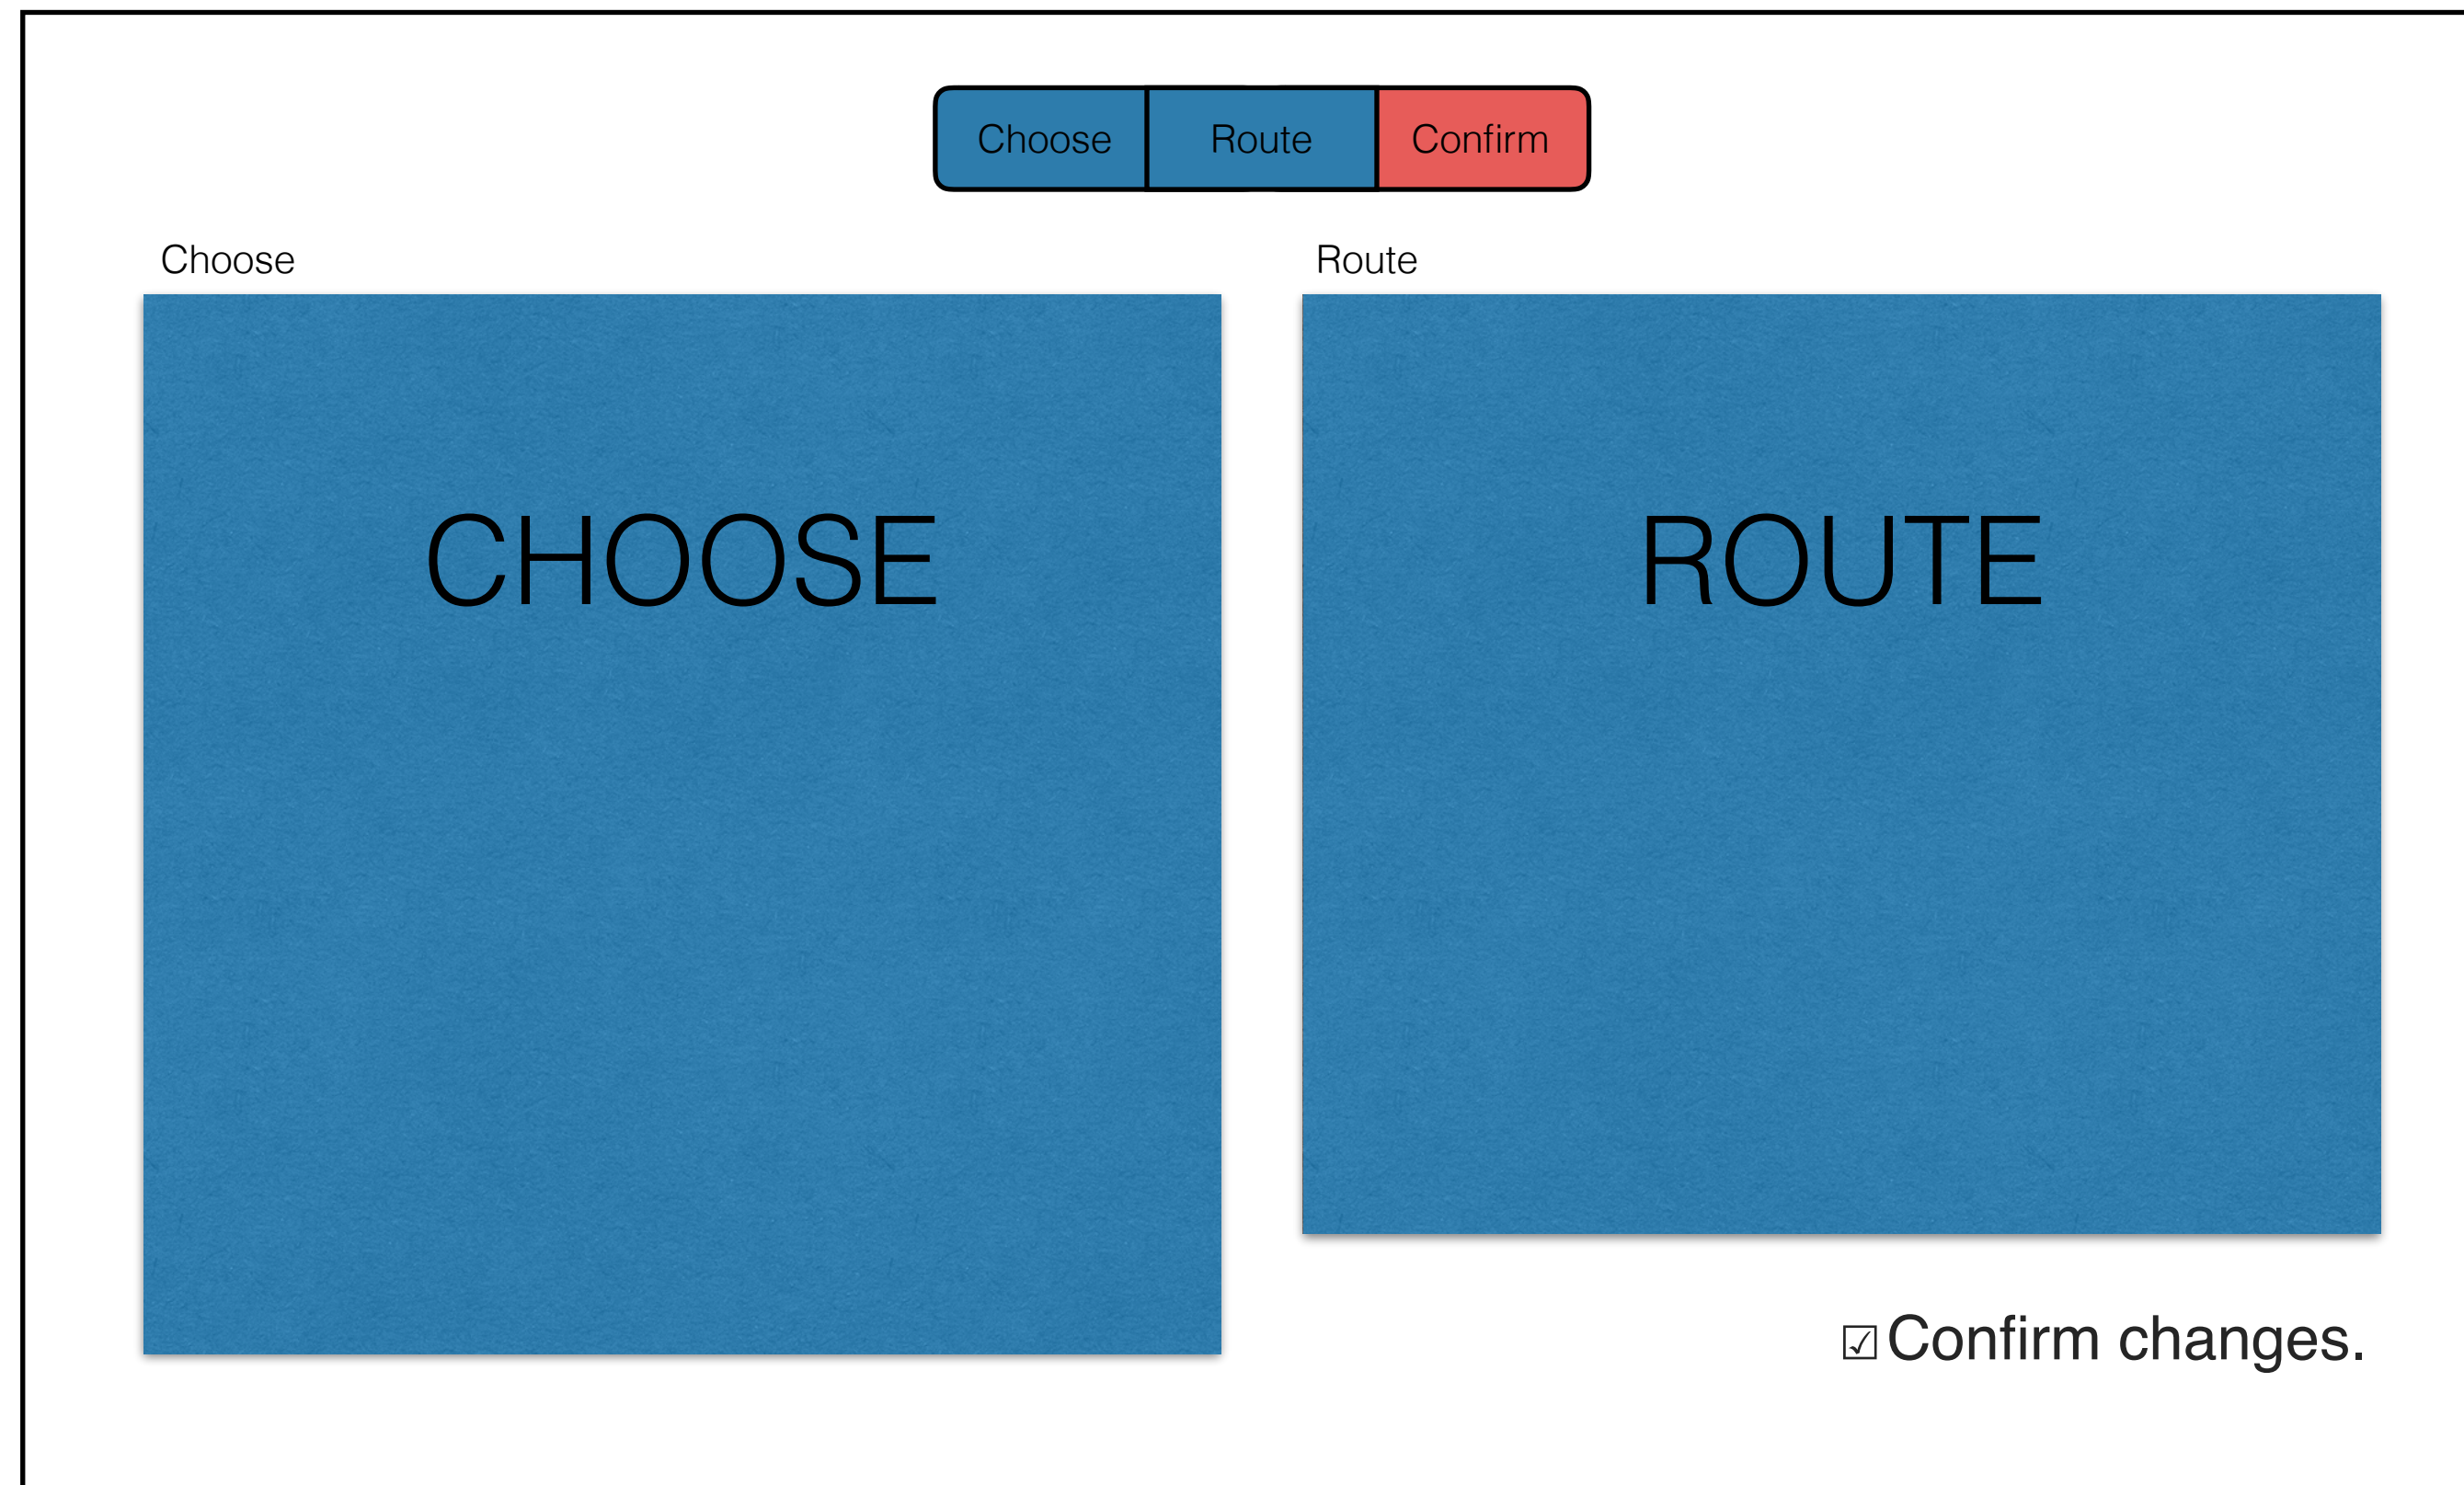 Choose Route Confirm
Choose
Route
CHOOSE
ROUTE
☑ Confirm changes.